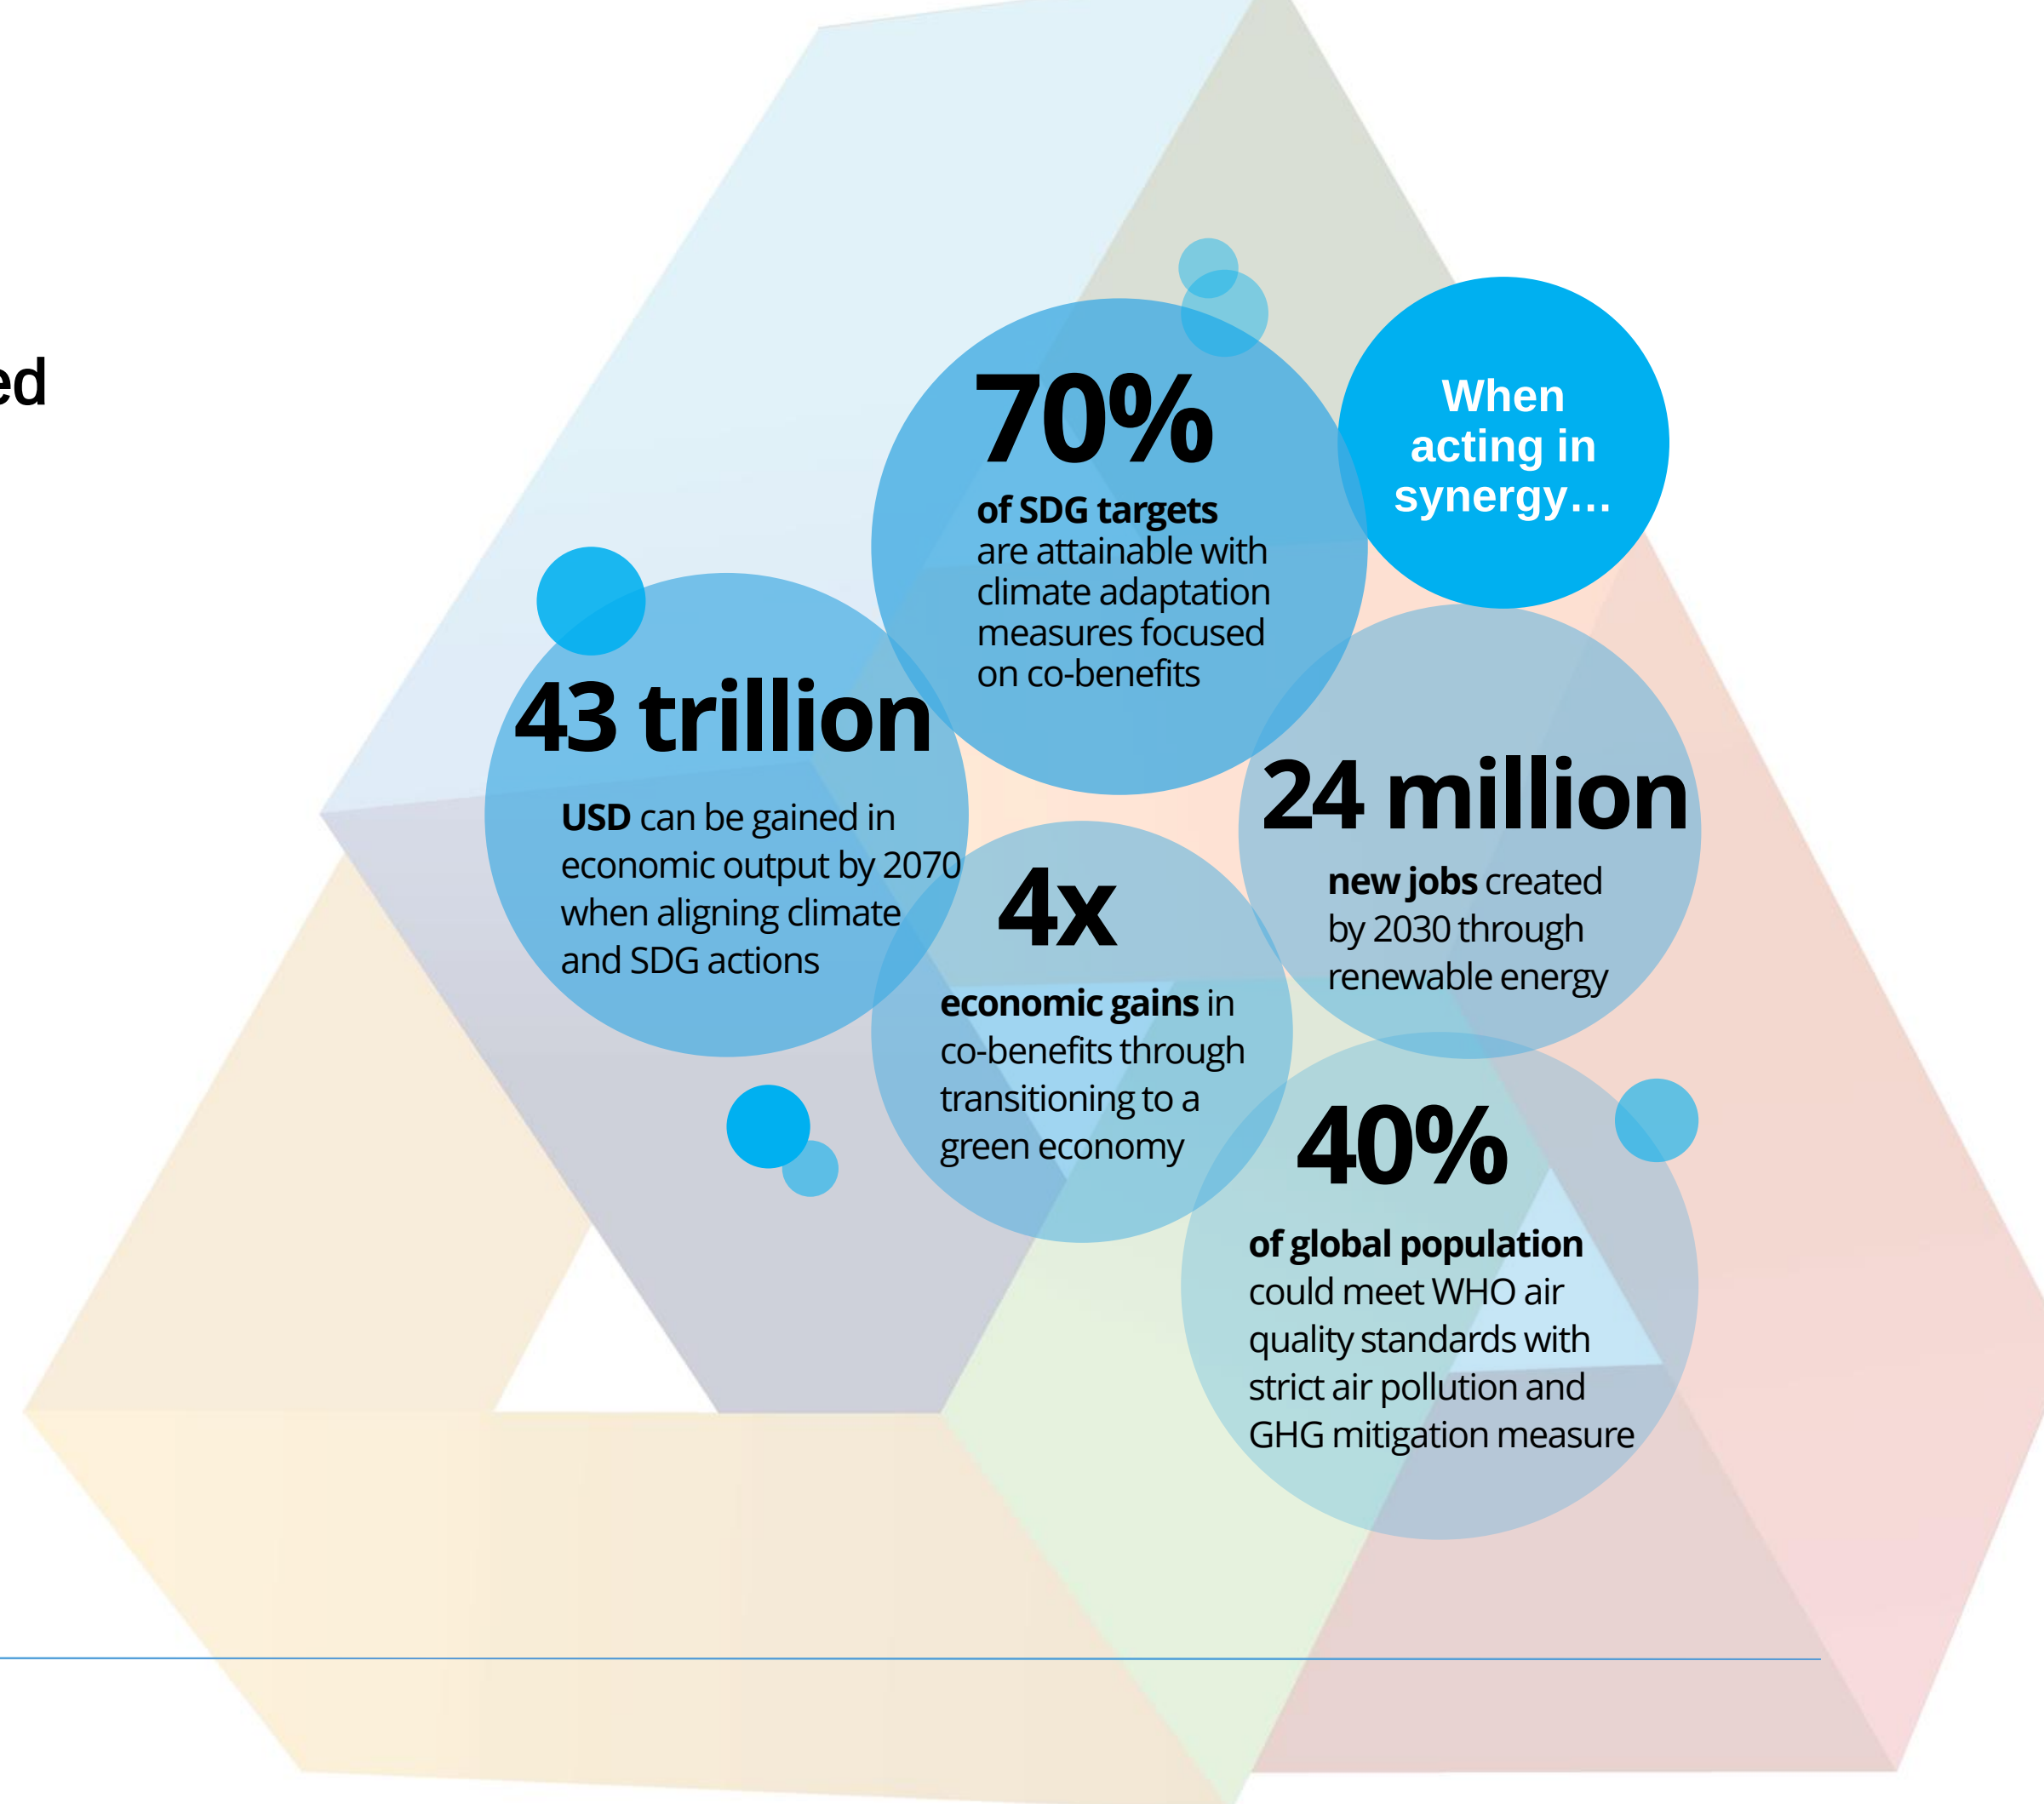 ed
When
acting in
synergy...
70%
of SDG targets
are attainable with
climate adaptation
measures focused
on co-benefits
43 trillion
USD can be gained in
economic output by 2070
when aligning climate
and SDG actions
24 million
new jobs created
by 2030 through
renewable energy
4x
economic gains in
co-benefits through
transitioning to a
green economy
40%
of global population
could meet WHO air
quality standards with
strict air pollution and
GHG mitigation measure